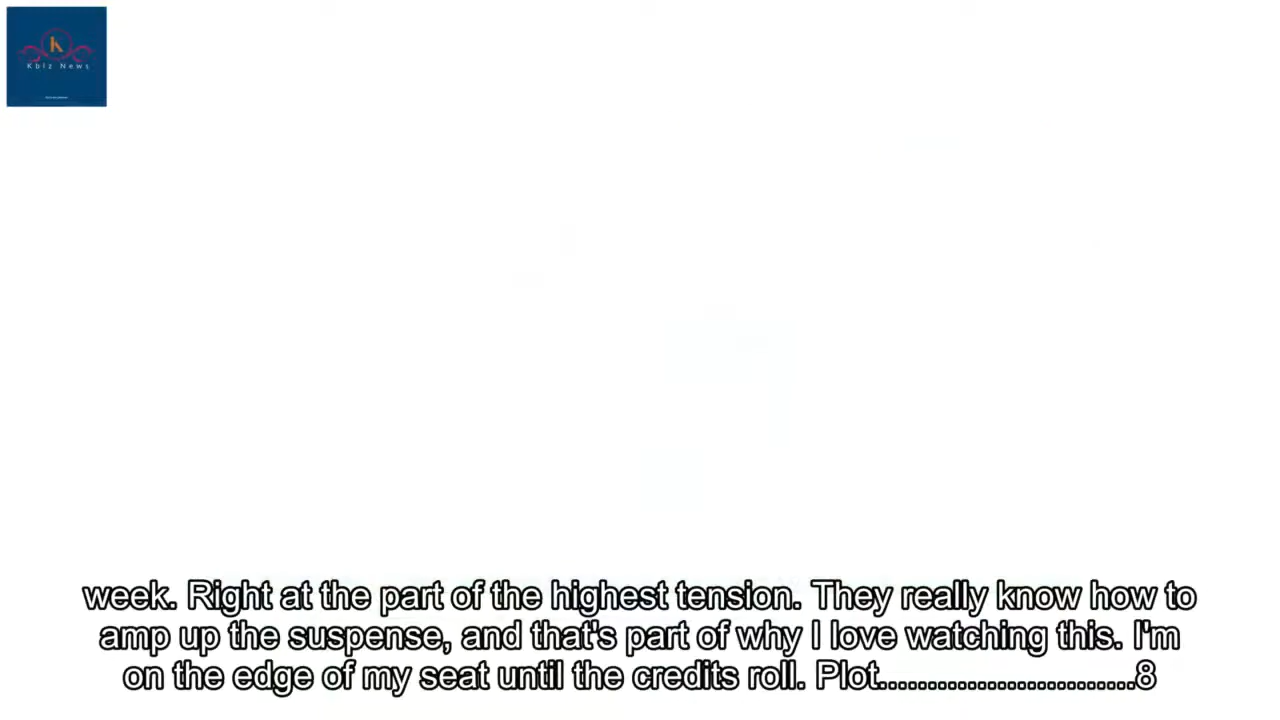 K
Kblz News
week. Right at the part of the highest tension. They really know how to
amp up the suspense, and that's part of why I love watching this. I'm
on the edge of my seat until the credits roll. Plot..........................8